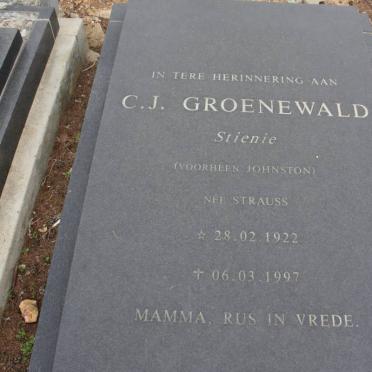 IN TERE HERINNERING AAN
C.J. GROENEWALD
Stienie
(VOORHEEN JOHNSTON)
NÉE STRAUSS
☆ 28.02.1922
✝ 06.03.1997
MAMMA, RUS IN VREDE.